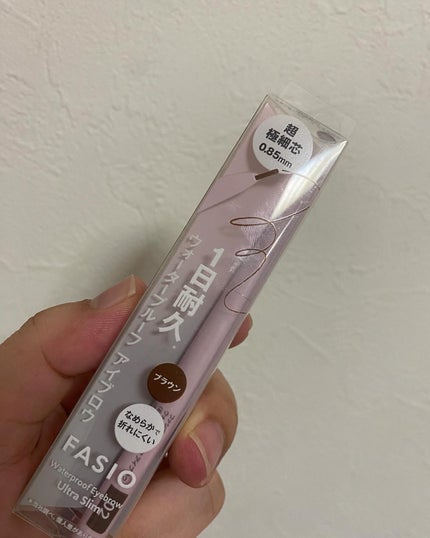 超
極細芯
0.85mm
1日耐久。
ウォータープルーフ アイブロウ
ブラウン
なめらかで
折れにくい
FASIO
Waterproof Eyebrow
Ultra Slim
02